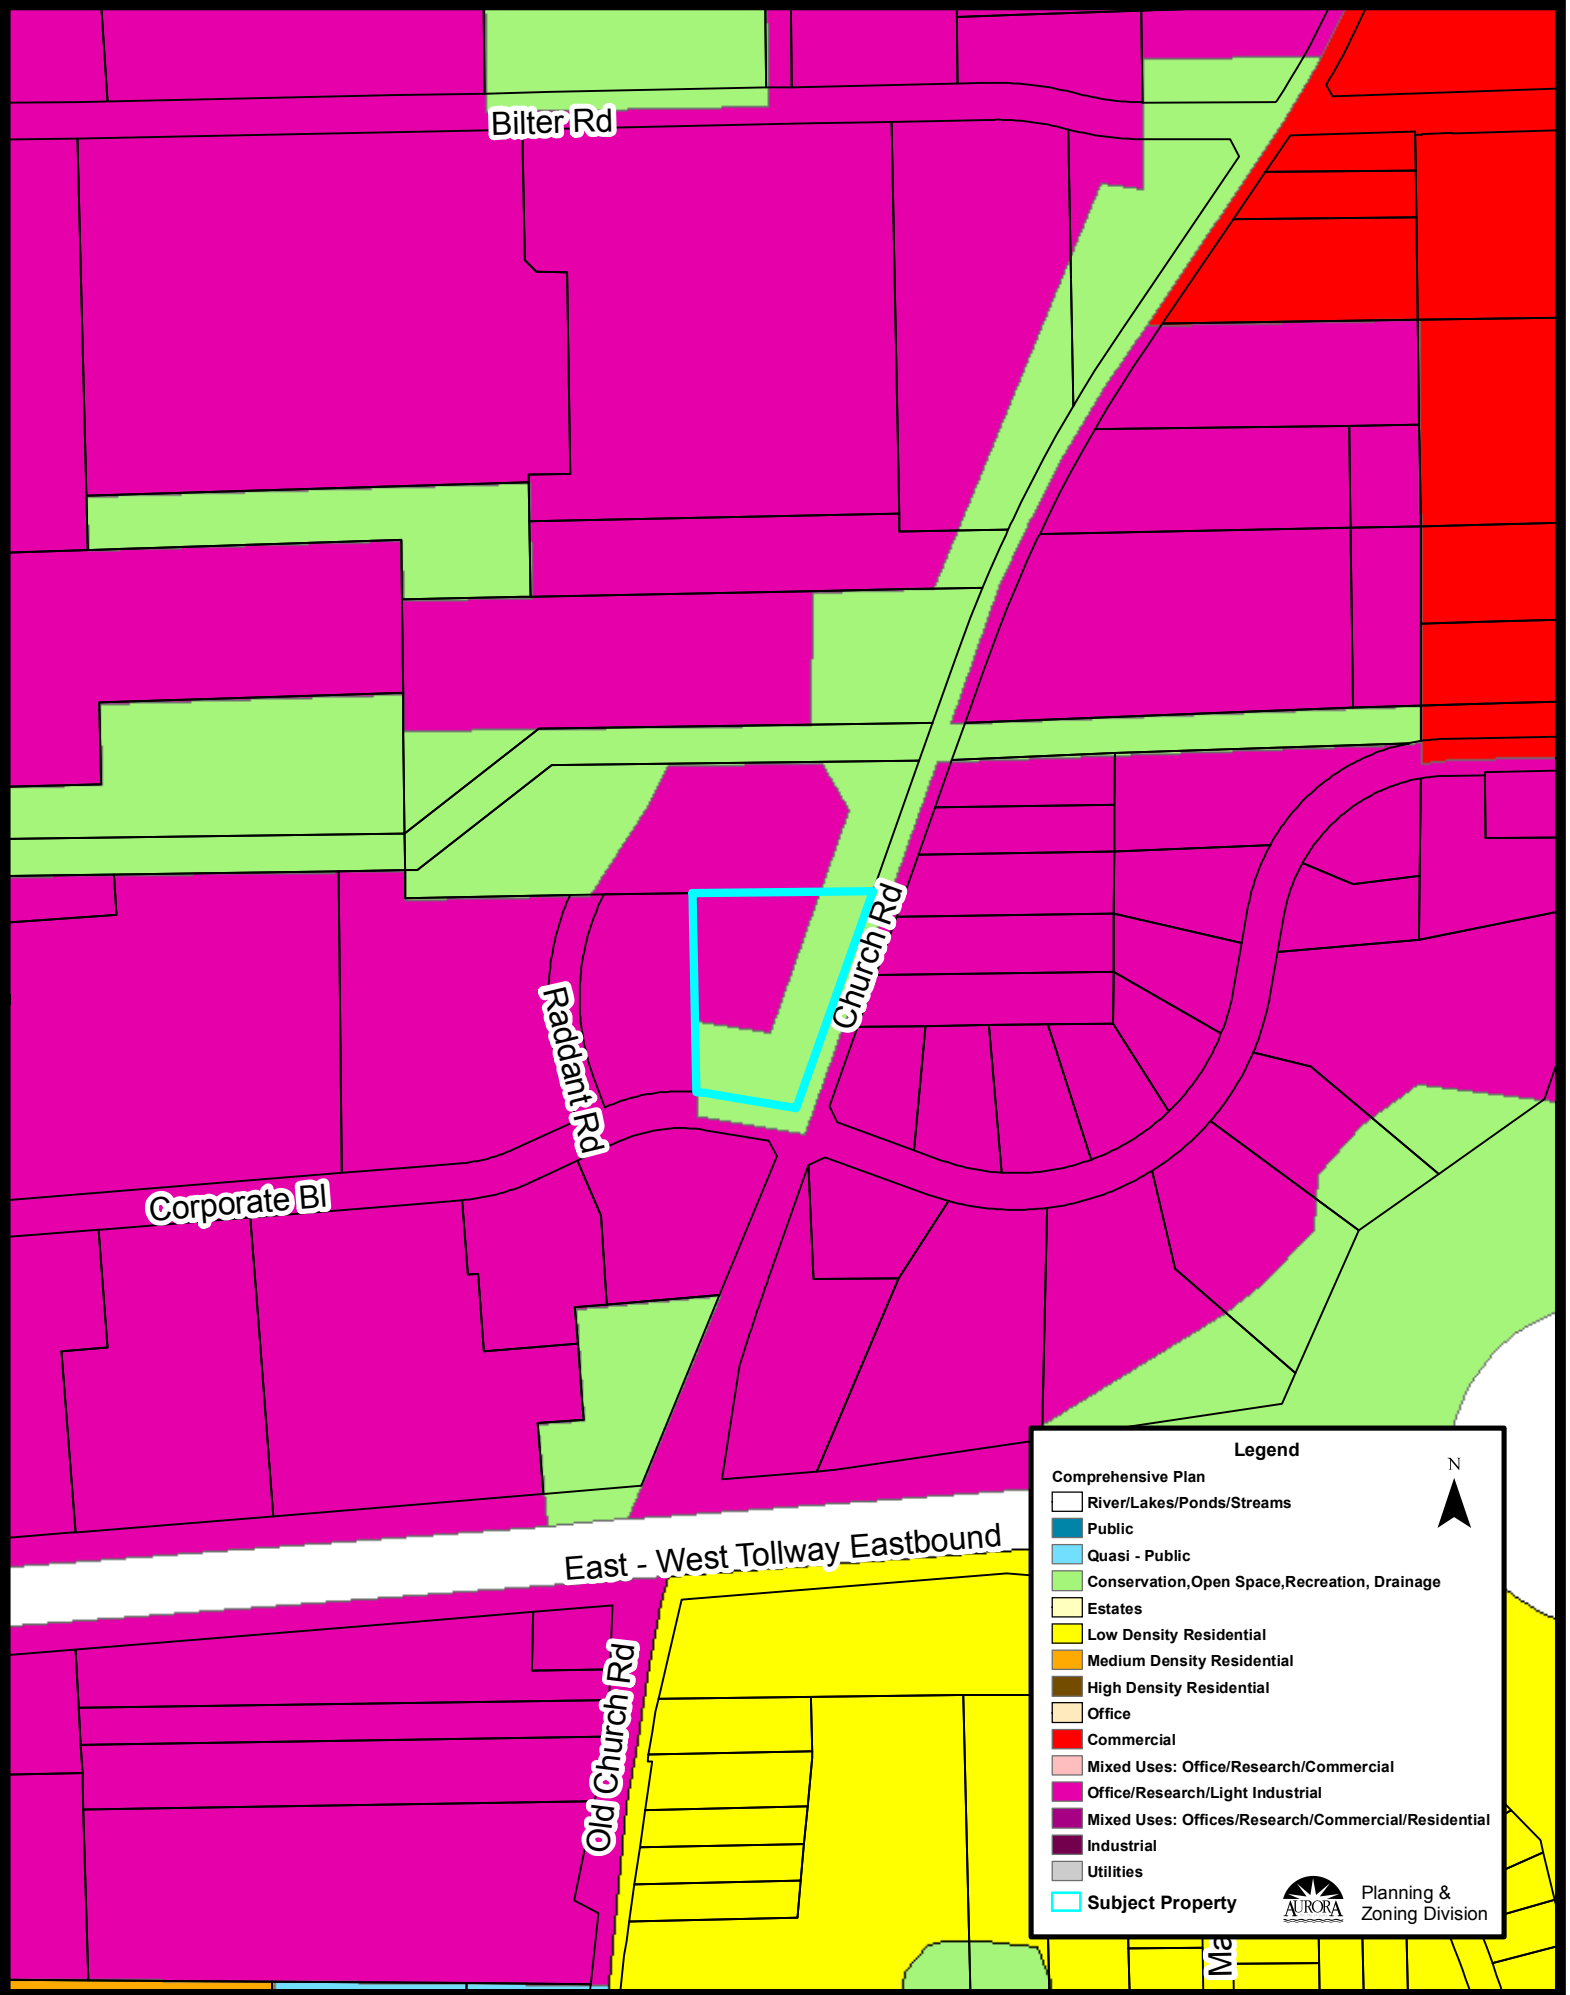 Bilter Rd
Church Rd
Raddant Rd
Corporate Bl
East - West Tollway Eastbound
Old Church Rd
Ma
Legend
N
Comprehensive Plan
River/Lakes/Ponds/Streams
Public
Quasi - Public
Conservation,Open Space,Recreation, Drainage
Estates
Low Density Residential
Medium Density Residential
High Density Residential
Office
Commercial
Mixed Uses: Office/Research/Commercial
Office/Research/Light Industrial
Mixed Uses: Offices/Research/Commercial/Residential
Industrial
Utilities
Subject Property
AURORA
Planning &
Zoning Division